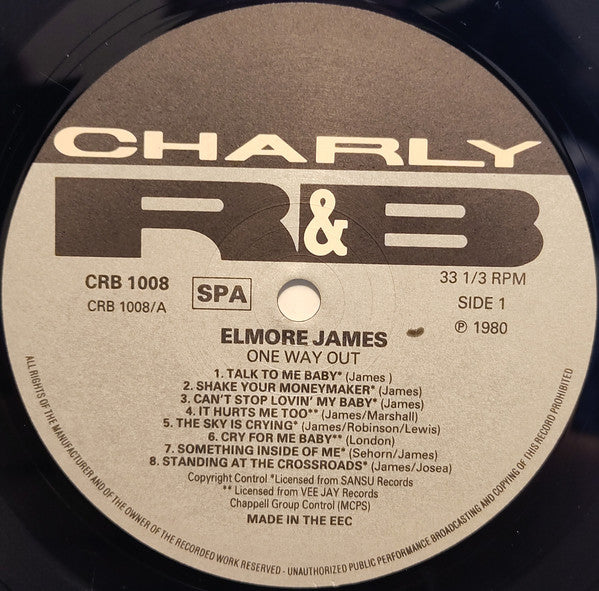 CHARLY
R&B
CRB 1008
CRB 1008/A
SPA
33 1/3 RPM
SIDE 1
℗ 1980
ELMORE JAMES
ONE WAY OUT
1. TALK TO ME BABY* (James )
2. SHAKE YOUR MONEYMAKER* (James)
3. CAN'T STOP LOVIN' MY BABY* (James)
4. IT HURTS ME TOO** (James/Marshall)
5. THE SKY IS CRYING* (James/Robinson/Lewis)
6. CRY FOR ME BABY** (London)
7. SOMETHING INSIDE OF ME* (Sehorn/James)
8. STANDING AT THE CROSSROADS* (James/Josea)
Copyright Control *Licensed from SANSU Records
** Licensed from VEE JAY Records
Chappell Group Control (MCPS)
MADE IN THE EEC
ALL RIGHTS OF THE MANUFACTURER AND OF THE OWNER OF THE RECORDED WORK RESERVED - UNAUTHORIZED PUBLIC PERFORMANCE BROADCASTING AND COPYING OF THIS RECORD PROHIBITED